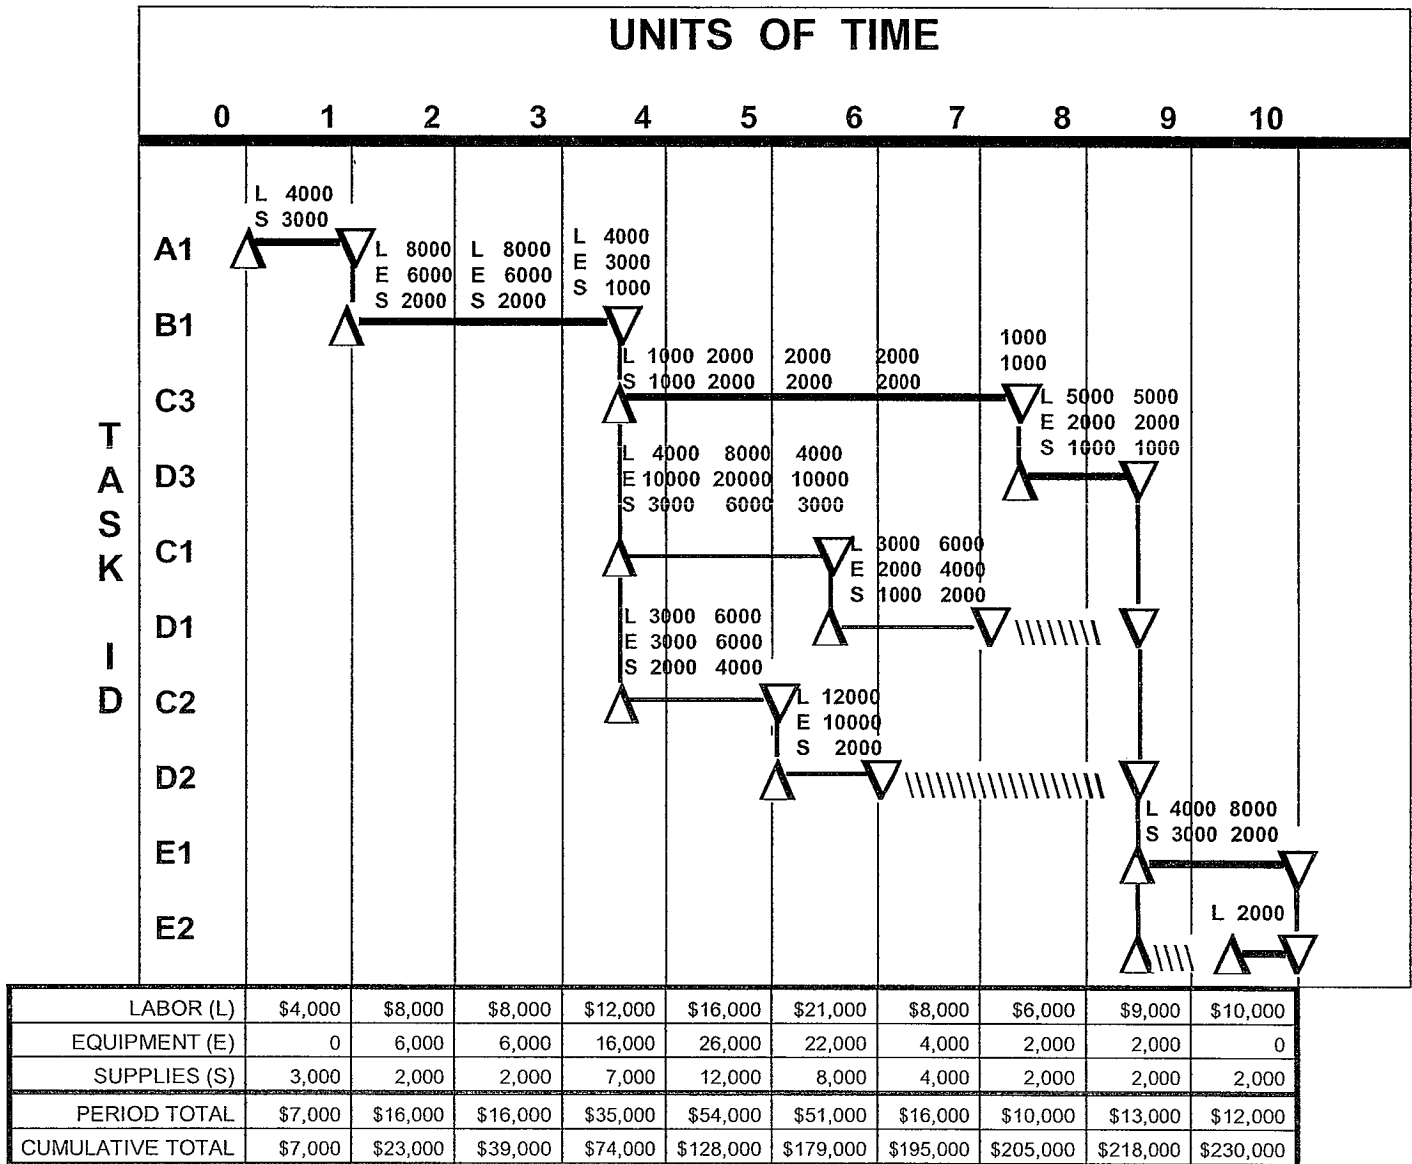 UNITS OF TIME
0 1 2 3 4 5 6 7 8 9 10
TASK ID
A1
L 4000
S 3000
L 8000 L 8000
E 6000 E 6000
S 2000 S 2000
L 4000
E 3000
S 1000
B1
L 1000 2000 2000 2000 1000
S 1000 2000 2000 2000 1000
C3
L 5000 5000
E 2000 2000
S 1000 1000
D3
L 4000 8000 4000
E 10000 20000 10000
S 3000 6000 3000
C1
L 3000 6000
E 2000 4000
S 1000 2000
D1
L 3000 6000
E 3000 6000
S 2000 4000
C2
L 12000
E 10000
S 2000
D2
L 4000 8000
S 3000 2000
E1
L 2000
E2
LABOR (L) $4,000 $8,000 $8,000 $12,000 $16,000 $21,000 $8,000 $6,000 $9,000 $10,000
EQUIPMENT (E) 0 6,000 6,000 16,000 26,000 22,000 4,000 2,000 2,000 0
SUPPLIES (S) 3,000 2,000 2,000 7,000 12,000 8,000 4,000 2,000 2,000 2,000
PERIOD TOTAL $7,000 $16,000 $16,000 $35,000 $54,000 $51,000 $16,000 $10,000 $13,000 $12,000
CUMULATIVE TOTAL $7,000 $23,000 $39,000 $74,000 $128,000 $179,000 $195,000 $205,000 $218,000 $230,000